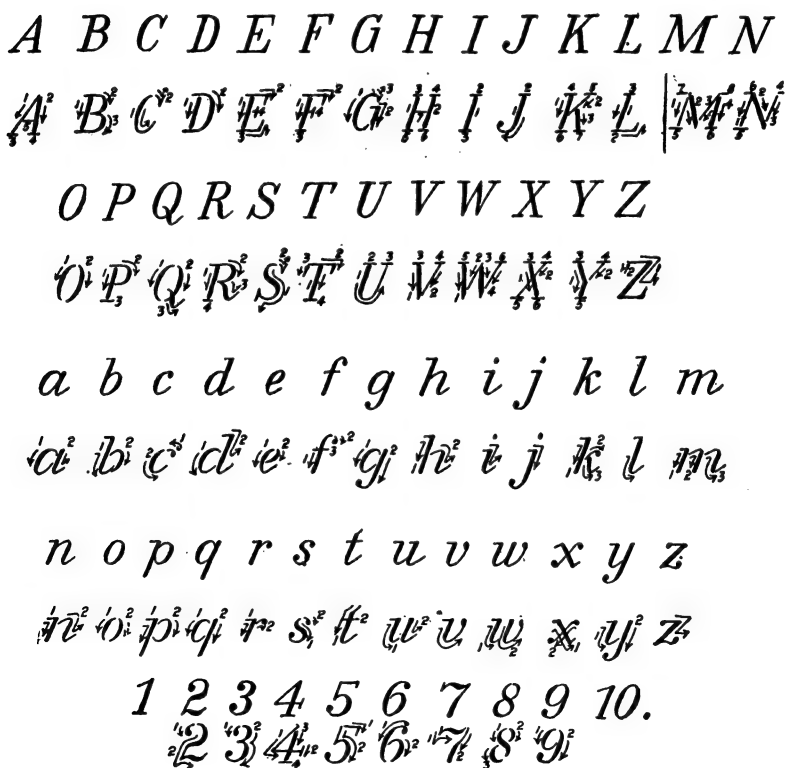 A B C D E F G H I J K L M N
A B C D E F G H I J K L M N
O P Q R S T U V W X Y Z
O P Q R S T U V W X Y Z
a b c d e f g h i j k l m
a b c d e f g h i j k l m
n o p q r s t u v w x y z
n o p q r s t u v w x y z
1 2 3 4 5 6 7 8 9 10.
2 3 4 5 6 7 8 9